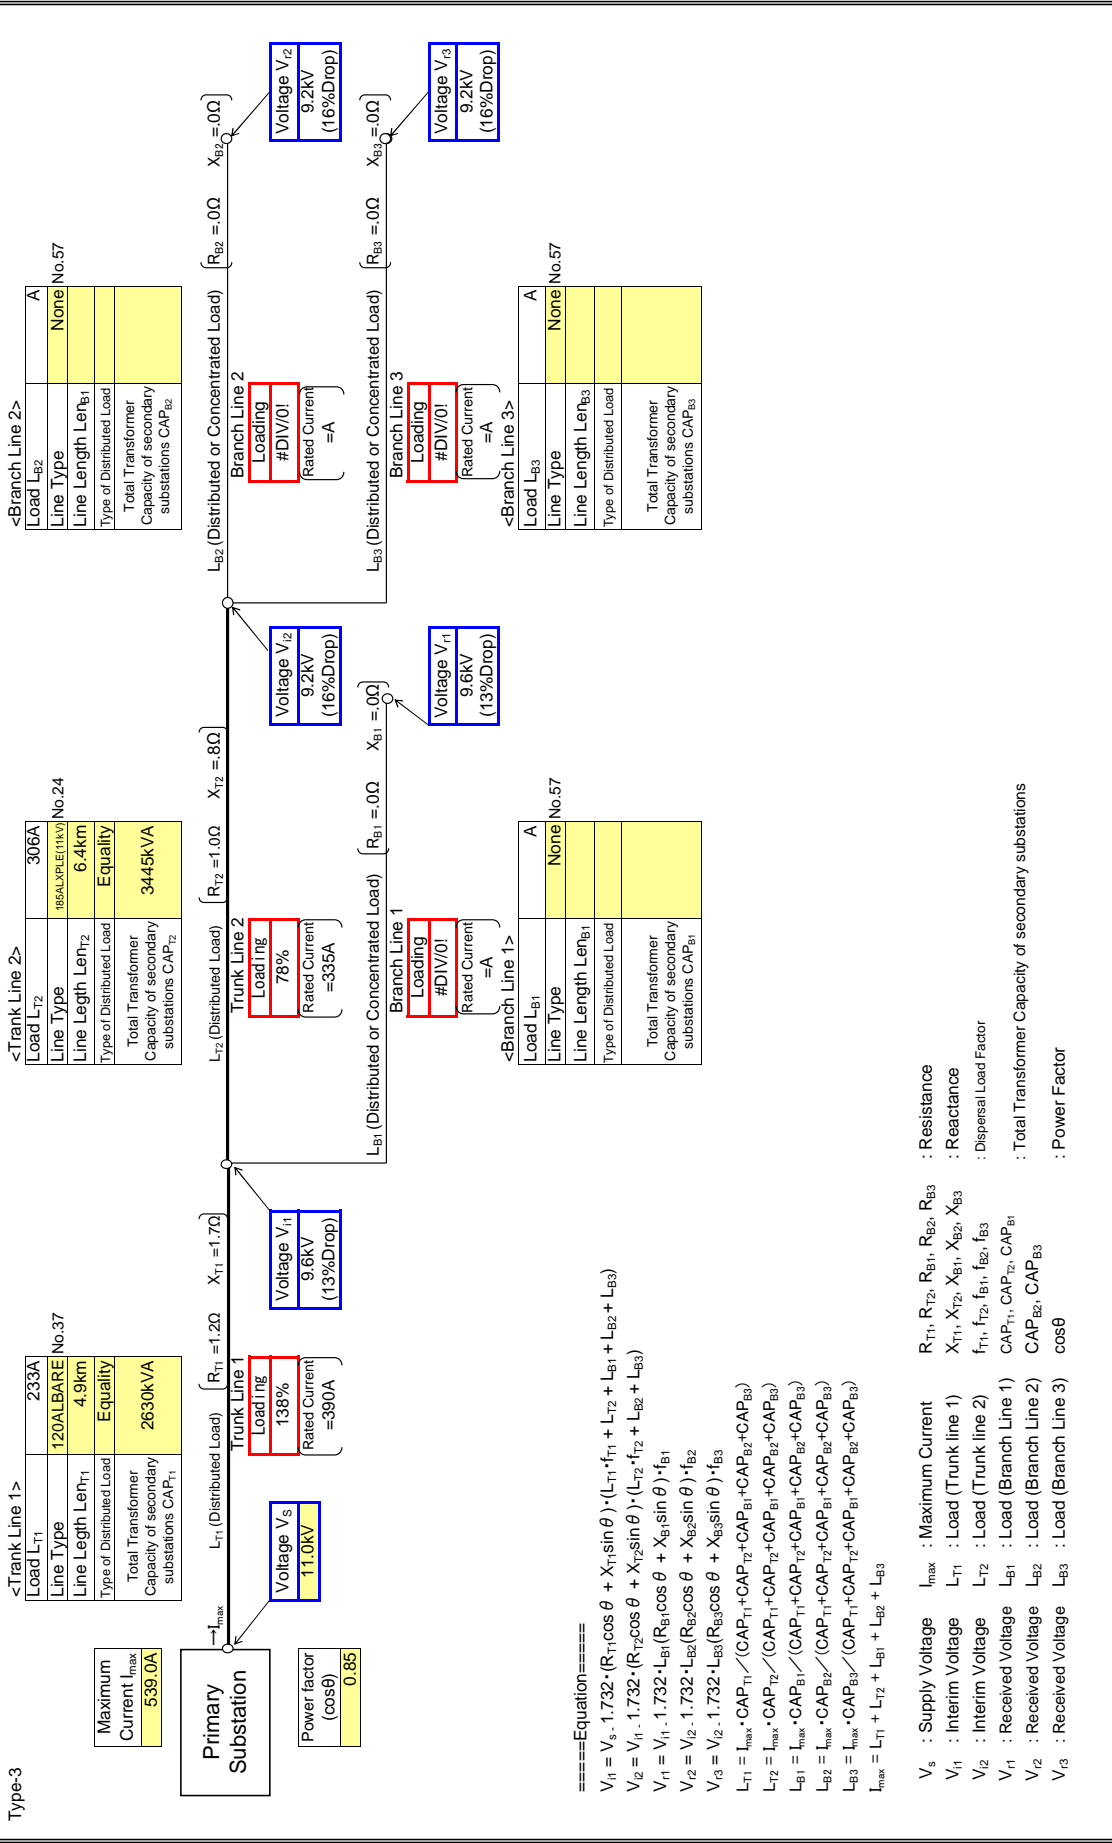 Type-3
Maximum
Current Imax
539.0A
Primary
Substation
Power factor
(cosθ)
0.85
→Imax
Voltage VS
11.0kV
<Trank Line 1>
Load LT1 233A
Line Type 120ALBARE No.37
Line Legth LenT1 4.9km
Type of Distributed Load Equality
Total Transformer
Capacity of secondary
substations CAPT1
2630kVA
LT1 (Distributed Load)
RT1 =1.2Ω XT1 =1.7Ω
Trunk Line 1
Loading
138%
Rated Current
=390A
Voltage Vi1
9.6kV
(13%Drop)
<Trank Line 2>
Load LT2 306A
Line Type 185ALXPLE(11kV) No.24
Line Length LenT2 6.4km
Type of Distributed Load Equality
Total Transformer
Capacity of secondary
substations CAPT2
3445kVA
LT2 (Distributed Load)
RT2 =1.0Ω XT2 =.8Ω
Trunk Line 2
Loading
78%
Rated Current
=335A
Voltage Vi2
9.2kV
(16%Drop)
LB1 (Distributed or Concentrated Load)
RB1 =.0Ω XB1 =.0Ω
Branch Line 1
Loading
#DIV/0!
Rated Current
=A
Voltage Vr1
9.6kV
(13%Drop)
<Branch Line 1>
Load LB1 A
Line Type None No.57
Line Length LenB1
Type of Distributed Load
Total Transformer
Capacity of secondary
substations CAPB1
<Branch Line 2>
Load LB2 A
Line Type None No.57
Line Length LenB1
Type of Distributed Load
Total Transformer
Capacity of secondary
substations CAPB2
LB2 (Distributed or Concentrated Load)
RB2 =.0Ω XB2 =.0Ω
Branch Line 2
Loading
#DIV/0!
Rated Current
=A
Voltage Vr2
9.2kV
(16%Drop)
LB3 (Distributed or Concentrated Load)
RB3 =.0Ω XB3 =.0Ω
Branch Line 3
Loading
#DIV/0!
Rated Current
=A
Voltage Vr3
9.2kV
(16%Drop)
<Branch Line 3>
Load LB3 A
Line Type None No.57
Line Length LenB3
Type of Distributed Load
Total Transformer
Capacity of secondary
substations CAPB3
=====Equation=====
Vi1 = Vs - 1.732・(RT1cos θ + XT1sin θ)・(LT1・fT1 + LT2 + LB1 + LB2 + LB3)
Vi2 = Vi1 - 1.732・(RT2cos θ + XT2sin θ)・(LT2・fT2 + LB2 + LB3)
Vr1 = Vi1 - 1.732・LB1(RB1cos θ + XB1sin θ)・fB1
Vr2 = Vi2 - 1.732・LB2(RB2cos θ + XB2sin θ)・fB2
Vr3 = Vi2 - 1.732・LB3(RB3cos θ + XB3sin θ)・fB3
LT1 = Imax・CAPT1／(CAPT1+CAPT2+CAPB1+CAPB2+CAPB3)
LT2 = Imax・CAPT2／(CAPT1+CAPT2+CAPB1+CAPB2+CAPB3)
LB1 = Imax・CAPB1／(CAPT1+CAPT2+CAPB1+CAPB2+CAPB3)
LB2 = Imax・CAPB2／(CAPT1+CAPT2+CAPB1+CAPB2+CAPB3)
LB3 = Imax・CAPB3／(CAPT1+CAPT2+CAPB1+CAPB2+CAPB3)
Imax = LT1 + LT2 + LB1 + LB2 + LB3
Vs : Supply Voltage Imax : Maximum Current RT1, RT2, RB1, RB2, RB3 : Resistance
Vi1 : Interim Voltage LT1 : Load (Trunk line 1) XT1, XT2, XB1, XB2, XB3 : Reactance
Vi2 : Interim Voltage LT2 : Load (Trunk line 2) fT1, fT2, fB1, fB2, fB3 : Dispersal Load Factor
Vr1 : Received Voltage LB1 : Load (Branch Line 1) CAPT1, CAPT2, CAPB1 : Total Transformer Capacity of secondary substations
Vr2 : Received Voltage LB2 : Load (Branch Line 2) CAPB2, CAPB3
Vr3 : Received Voltage LB3 : Load (Branch Line 3) cosθ : Power Factor